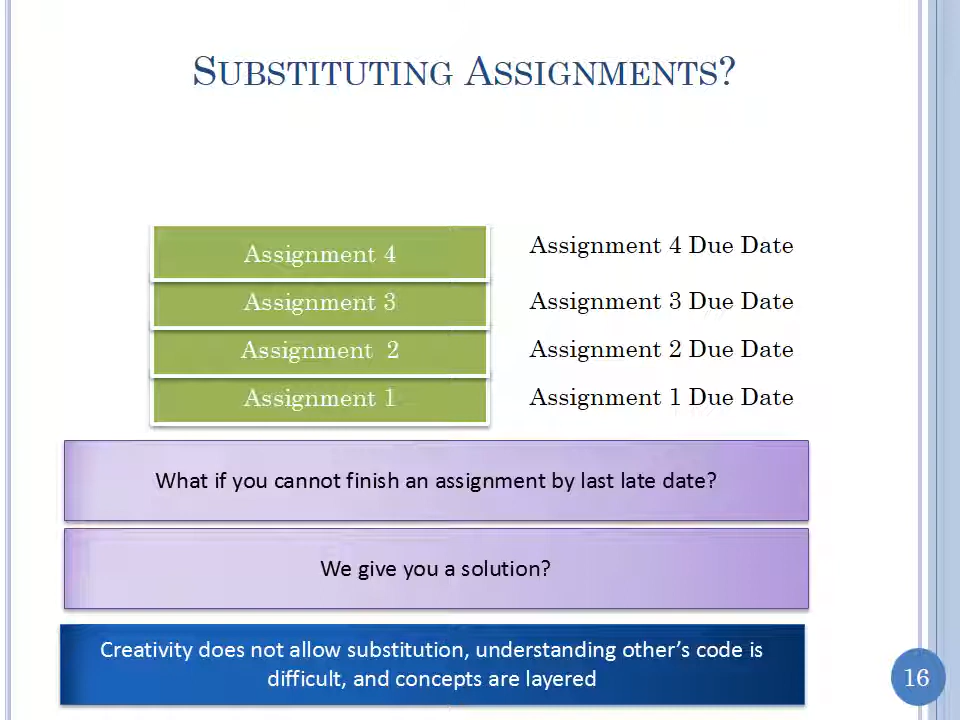 SUBSTITUTING ASSIGNMENTS?
Assignment 4
Assignment 4 Due Date
Assignment 3
Assignment 3 Due Date
Assignment 2
Assignment 2 Due Date
Assignment 1
Assignment 1 Due Date
What if you cannot finish an assignment by last late date?
We give you a solution?
Creativity does not allow substitution, understanding other’s code is
difficult, and concepts are layered
16